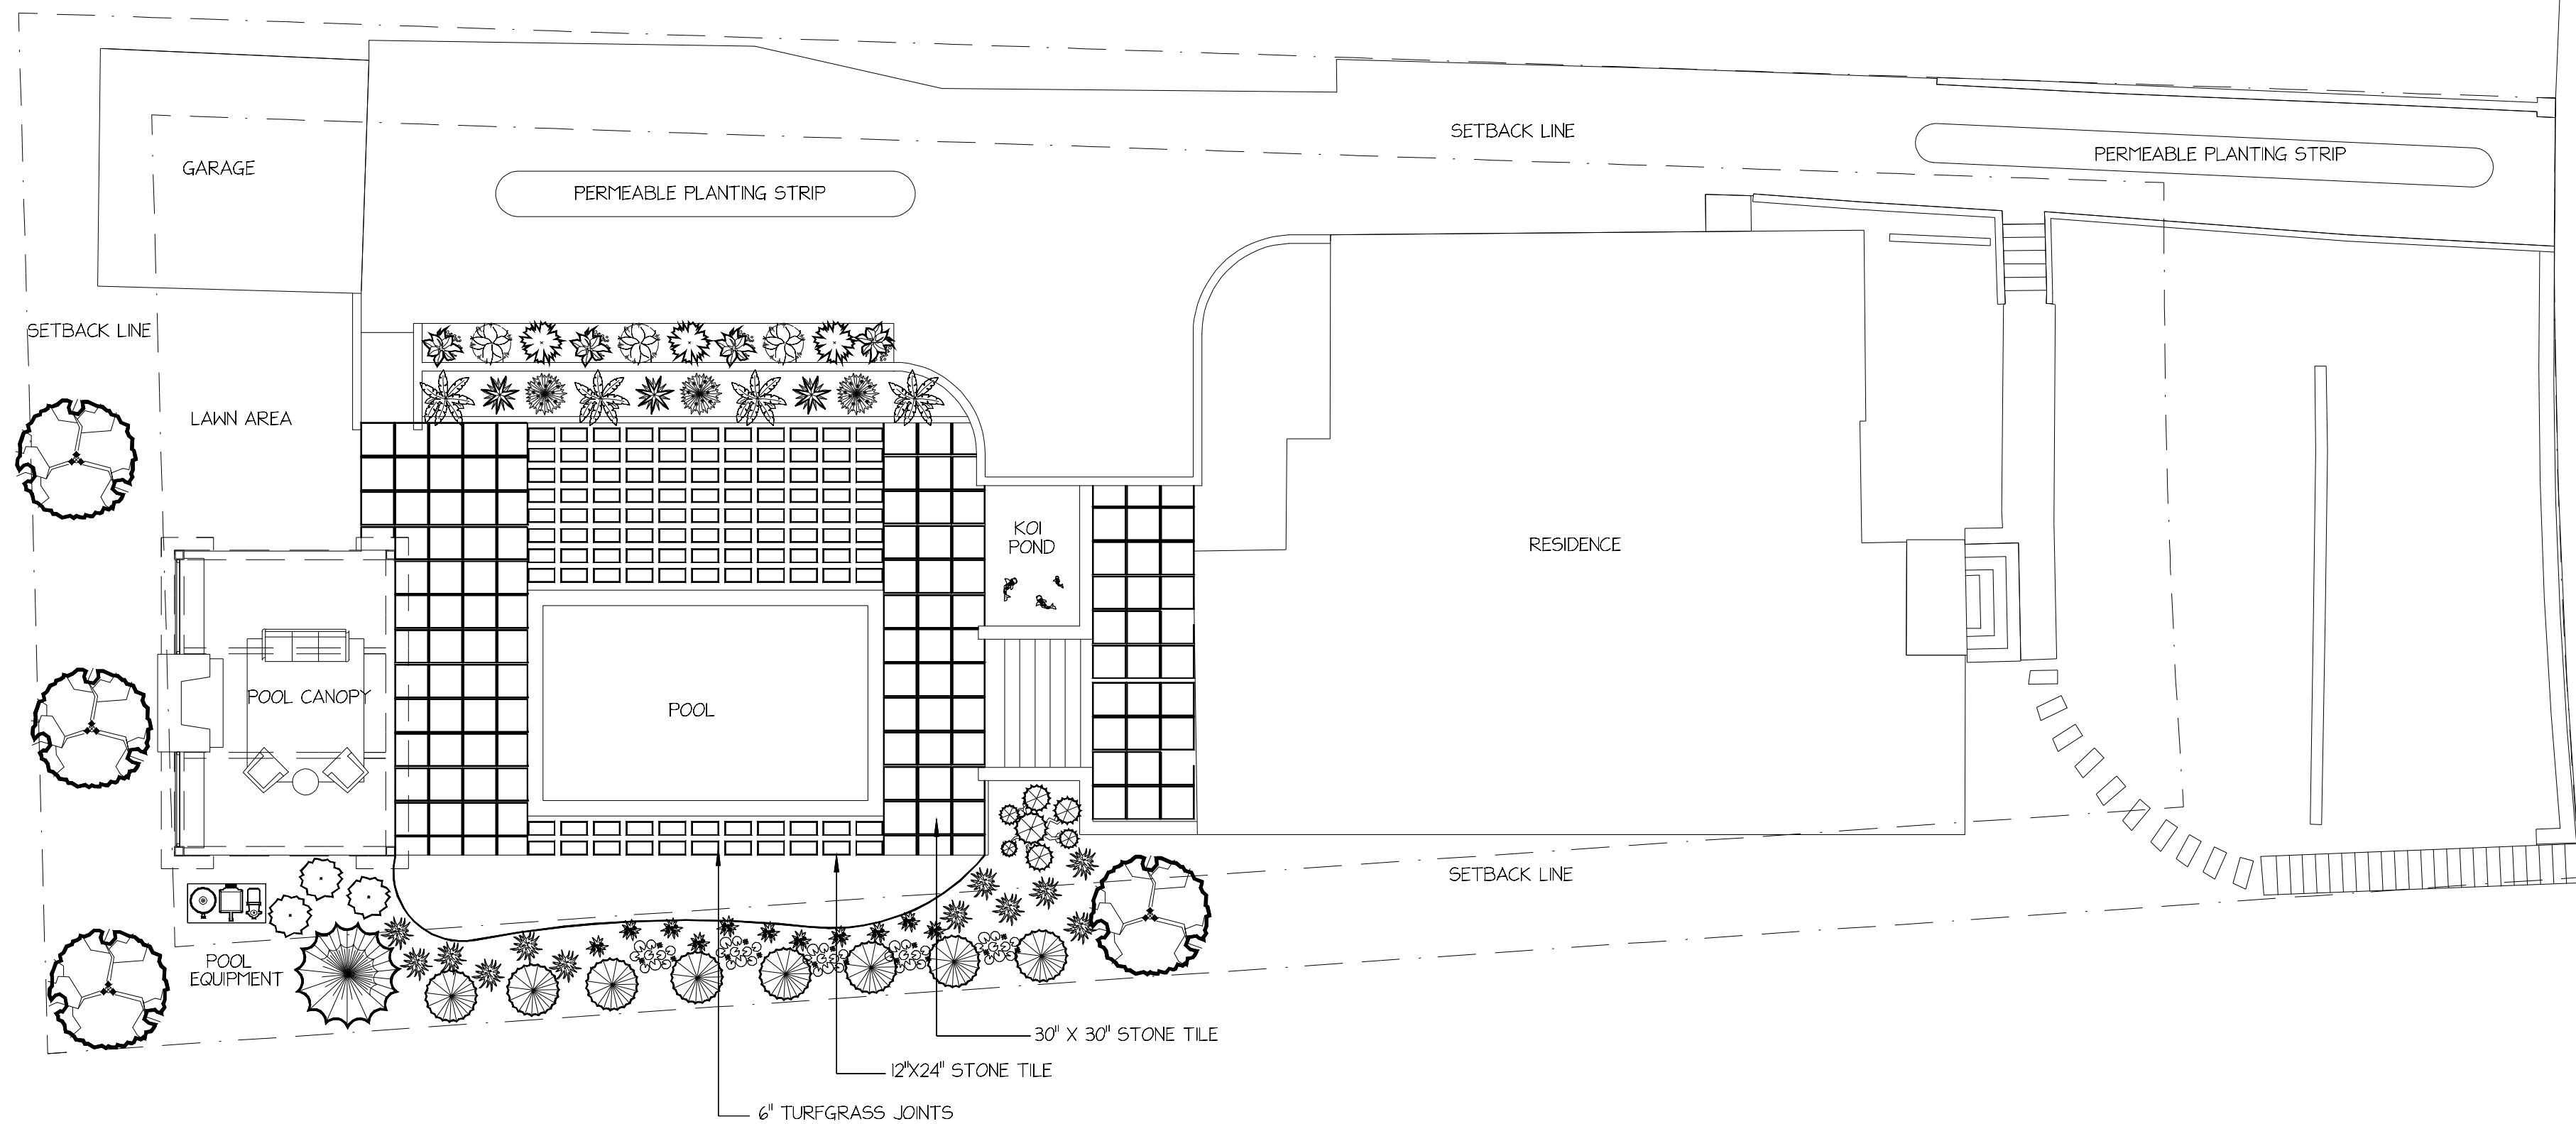 SETBACK LINE
PERMEABLE PLANTING STRIP
GARAGE
PERMEABLE PLANTING STRIP
SETBACK LINE
LAWN AREA
KOI
POND
RESIDENCE
POOL CANOPY
POOL
SETBACK LINE
POOL
EQUIPMENT
30" X 30" STONE TILE
12"X24" STONE TILE
6" TURFGRASS JOINTS